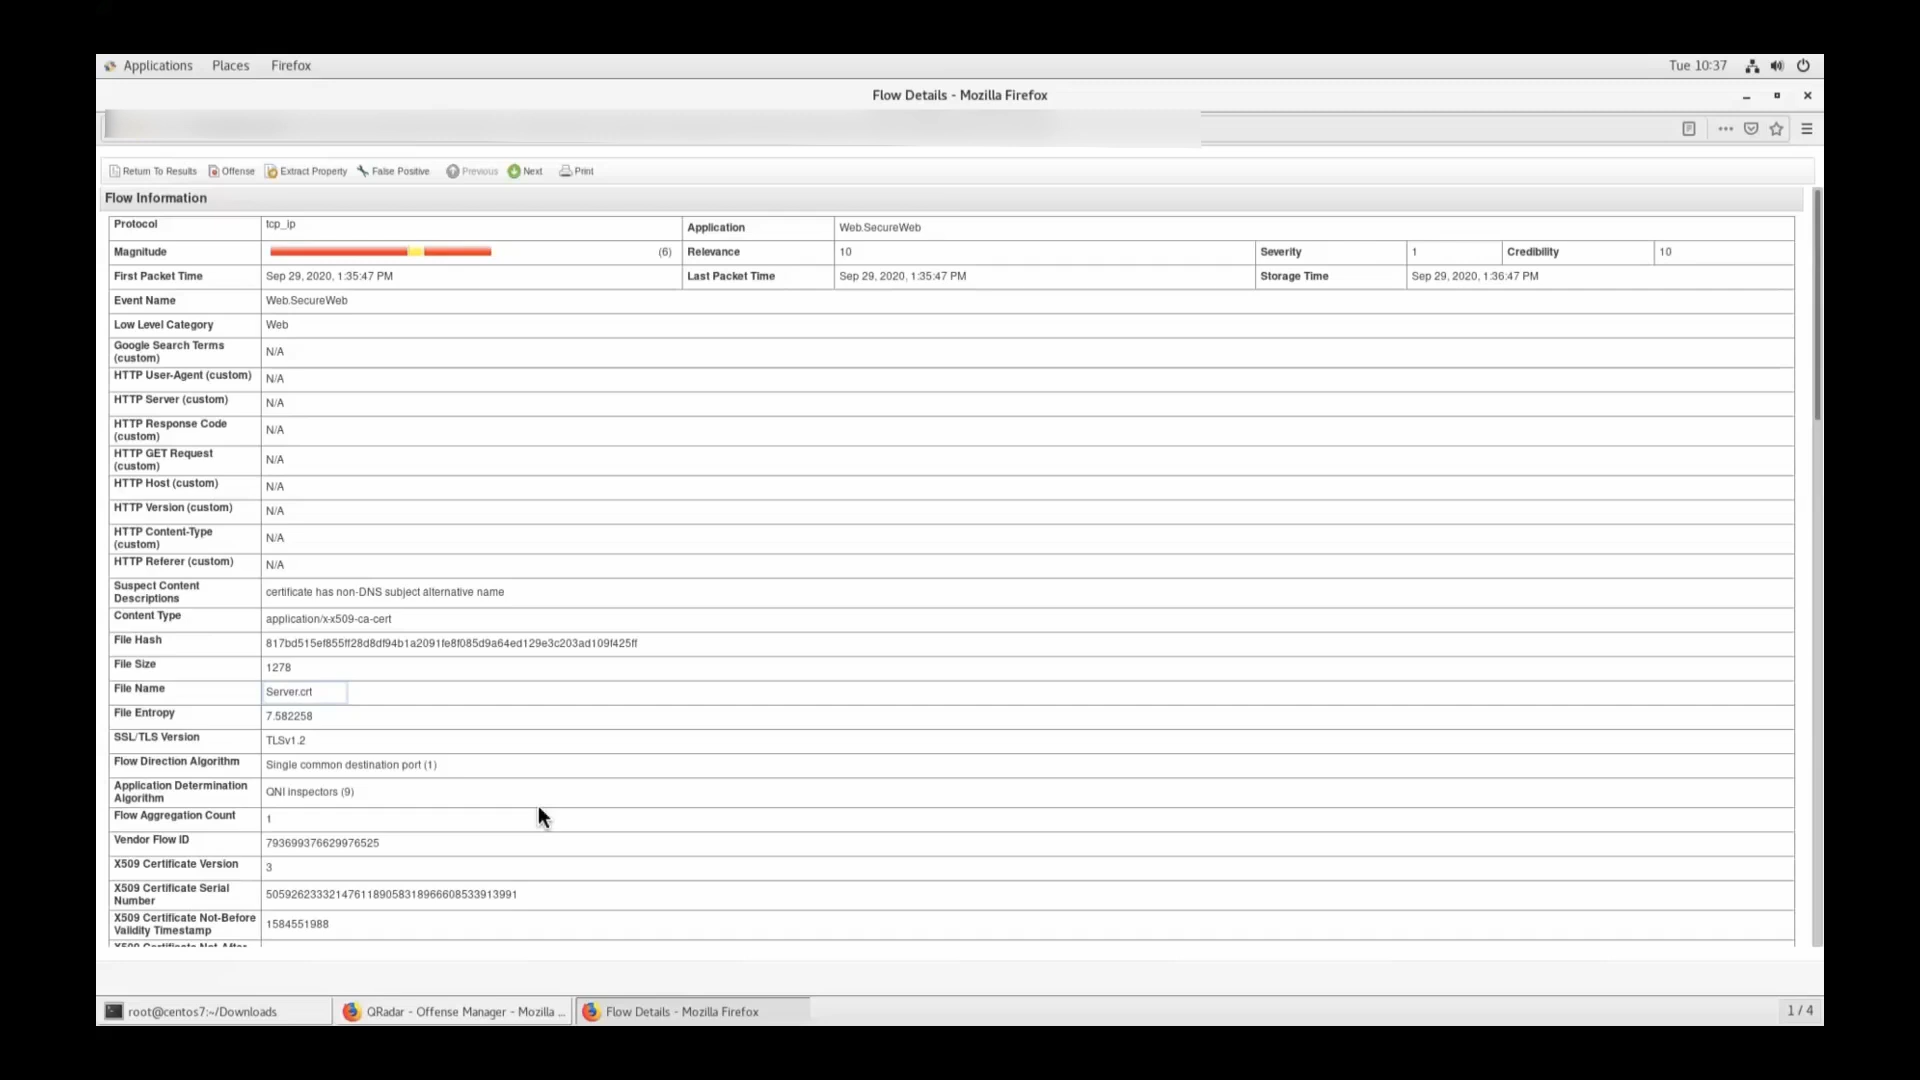 Applications Places Firefox Tue 10:37
Flow Details - Mozilla Firefox
Return To Results Offense Extract Property False Positive Previous Next Print
Flow Information
Protocol tcp_ip Application Web.SecureWeb
Magnitude (6) Relevance 10 Severity 1 Credibility 10
First Packet Time Sep 29, 2020, 1:35:47 PM Last Packet Time Sep 29, 2020, 1:35:47 PM Storage Time Sep 29, 2020, 1:36:47 PM
Event Name Web.SecureWeb
Low Level Category Web
Google Search Terms
(custom) N/A
HTTP User-Agent (custom) N/A
HTTP Server (custom) N/A
HTTP Response Code
(custom) N/A
HTTP GET Request
(custom) N/A
HTTP Host (custom) N/A
HTTP Version (custom) N/A
HTTP Content-Type
(custom) N/A
HTTP Referer (custom) N/A
Suspect Content
Descriptions certificate has non-DNS subject alternative name
Content Type application/x-x509-ca-cert
File Hash 817bd515ef855ff28d8df94b1a2091fe8f085d9a64ed129e3c203ad109f425ff
File Size 1278
File Name Server.crt
File Entropy 7.582258
SSL/TLS Version TLSv1.2
Flow Direction Algorithm Single common destination port (1)
Application Determination
Algorithm QNI inspectors (9)
Flow Aggregation Count 1
Vendor Flow ID 793699376629976525
X509 Certificate Version 3
X509 Certificate Serial
Number 505926233321476118905831896660853391​3991
X509 Certificate Not-Before
Validity Timestamp 1584551988
X509 Certificate Not-After
root@centos7:~/Downloads QRadar - Offense Manager - Mozilla ... Flow Details - Mozilla Firefox 1 / 4